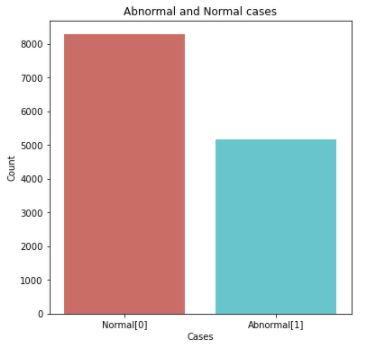 Abnormal and Normal cases
8000
7000
6000
5000
4000
3000
2000
1000
0
Count
Normal[0]
Abnormal[1]
Cases